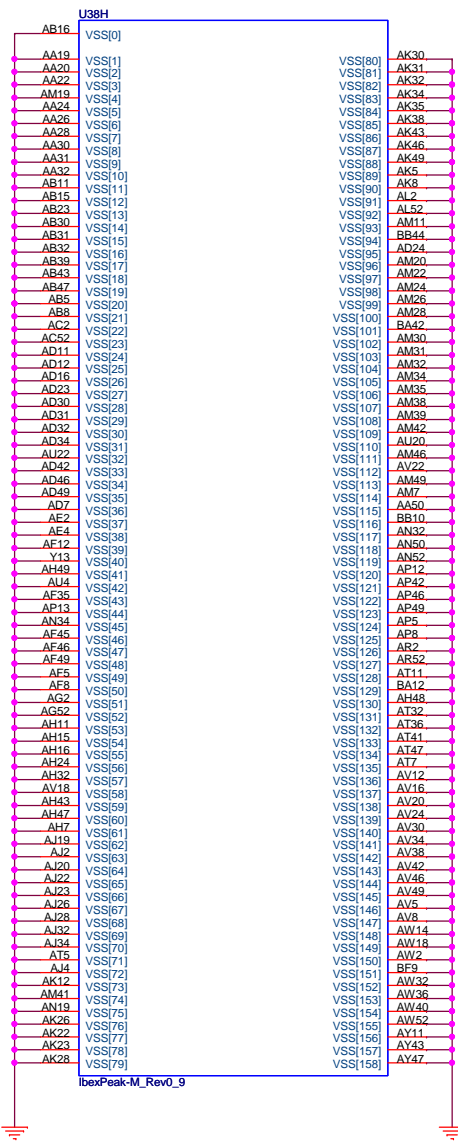 U38H
AB16 VSS[0]
AA19 VSS[1] VSS[80] AK30
AA20 VSS[2] VSS[81] AK31
AA22 VSS[3] VSS[82] AK32
AM19 VSS[4] VSS[83] AK34
AA24 VSS[5] VSS[84] AK35
AA26 VSS[6] VSS[85] AK38
AA28 VSS[7] VSS[86] AK43
AA30 VSS[8] VSS[87] AK46
AA31 VSS[9] VSS[88] AK49
AA32 VSS[10] VSS[89] AK5
AB11 VSS[11] VSS[90] AK8
AB15 VSS[12] VSS[91] AL2
AB23 VSS[13] VSS[92] AL52
AB30 VSS[14] VSS[93] AM11
AB31 VSS[15] VSS[94] BB44
AB32 VSS[16] VSS[95] AD24
AB39 VSS[17] VSS[96] AM20
AB43 VSS[18] VSS[97] AM22
AB47 VSS[19] VSS[98] AM24
AB5 VSS[20] VSS[99] AM26
AB8 VSS[21] VSS[100] AM28
AC2 VSS[22] VSS[101] BA42
AC52 VSS[23] VSS[102] AM30
AD11 VSS[24] VSS[103] AM31
AD12 VSS[25] VSS[104] AM32
AD16 VSS[26] VSS[105] AM34
AD23 VSS[27] VSS[106] AM35
AD30 VSS[28] VSS[107] AM38
AD31 VSS[29] VSS[108] AM39
AD32 VSS[30] VSS[109] AM42
AD34 VSS[31] VSS[110] AU20
AU22 VSS[32] VSS[111] AM46
AD42 VSS[33] VSS[112] AV22
AD46 VSS[34] VSS[113] AM49
AD49 VSS[35] VSS[114] AM7
AD7 VSS[36] VSS[115] AA50
AE2 VSS[37] VSS[116] BB10
AE4 VSS[38] VSS[117] AN32
AF12 VSS[39] VSS[118] AN50
Y13 VSS[40] VSS[119] AN52
AH49 VSS[41] VSS[120] AP12
AU4 VSS[42] VSS[121] AP42
AF35 VSS[43] VSS[122] AP46
AP13 VSS[44] VSS[123] AP49
AN34 VSS[45] VSS[124] AP5
AF45 VSS[46] VSS[125] AP8
AF46 VSS[47] VSS[126] AR2
AF49 VSS[48] VSS[127] AR52
AF5 VSS[49] VSS[128] AT11
AF8 VSS[50] VSS[129] BA12
AG2 VSS[51] VSS[130] AH48
AG52 VSS[52] VSS[131] AT32
AH11 VSS[53] VSS[132] AT36
AH15 VSS[54] VSS[133] AT41
AH16 VSS[55] VSS[134] AT47
AH24 VSS[56] VSS[135] AT7
AH32 VSS[57] VSS[136] AV12
AV18 VSS[58] VSS[137] AV16
AH43 VSS[59] VSS[138] AV20
AH47 VSS[60] VSS[139] AV24
AH7 VSS[61] VSS[140] AV30
AJ19 VSS[62] VSS[141] AV34
AJ2 VSS[63] VSS[142] AV38
AJ20 VSS[64] VSS[143] AV42
AJ22 VSS[65] VSS[144] AV46
AJ23 VSS[66] VSS[145] AV49
AJ26 VSS[67] VSS[146] AV5
AJ28 VSS[68] VSS[147] AV8
AJ32 VSS[69] VSS[148] AW14
AJ34 VSS[70] VSS[149] AW18
AT5 VSS[71] VSS[150] AW2
AJ4 VSS[72] VSS[151] BF9
AK12 VSS[73] VSS[152] AW32
AM41 VSS[74] VSS[153] AW36
AN19 VSS[75] VSS[154] AW40
AK26 VSS[76] VSS[155] AW52
AK22 VSS[77] VSS[156] AY11
AK23 VSS[78] VSS[157] AY43
AK28 VSS[79] VSS[158] AY47
IbexPeak-M_Rev0_9